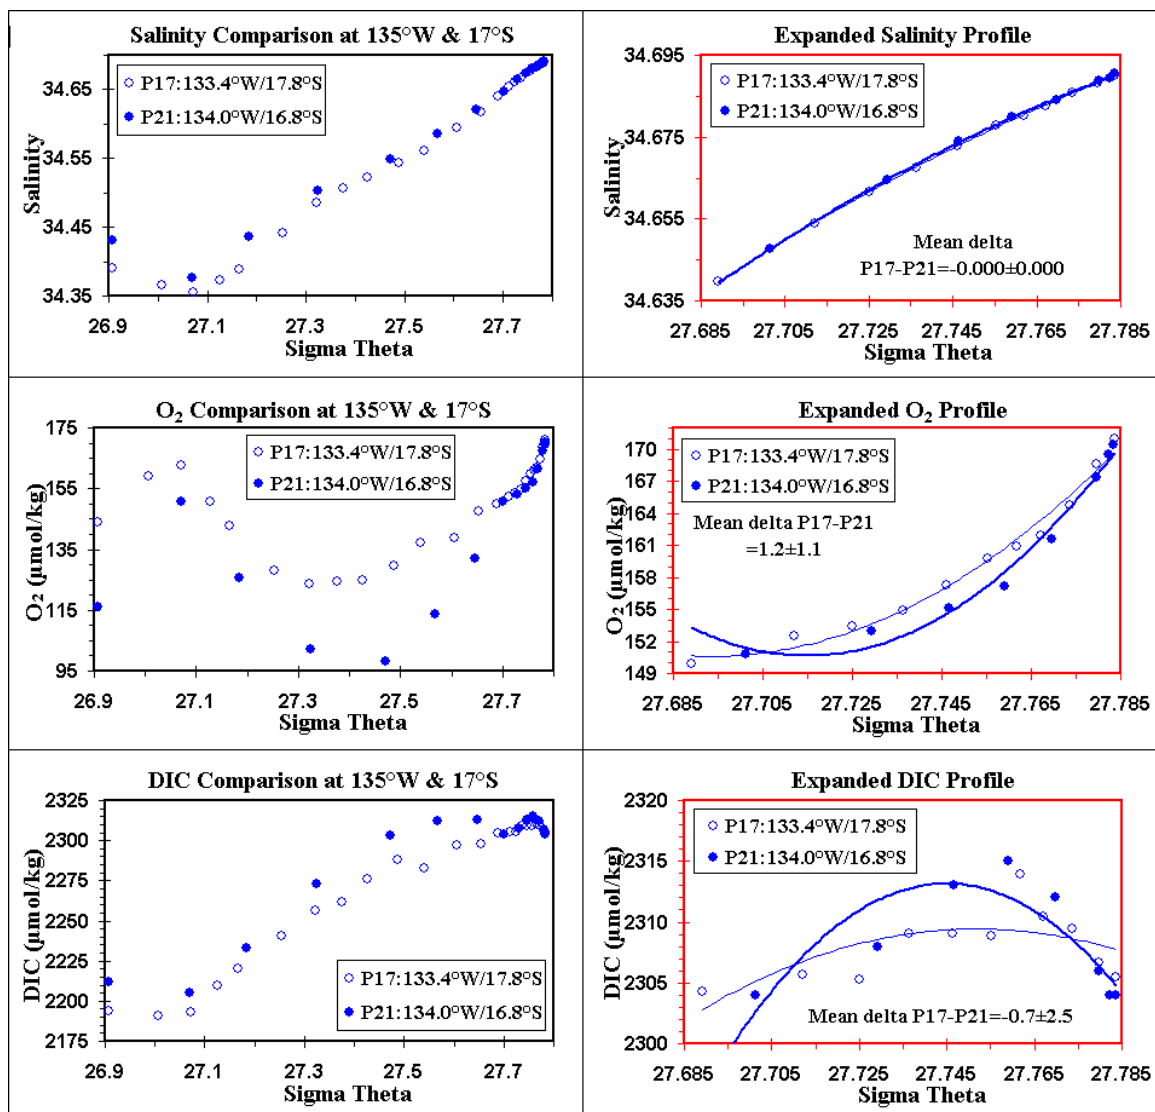 Salinity Comparison at 135°W & 17°S
P17:133.4°W/17.8°S
P21:134.0°W/16.8°S
Salinity
34.65
34.55
34.45
34.35
26.9 27.1 27.3 27.5 27.7
Sigma Theta
Expanded Salinity Profile
P17:133.4°W/17.8°S
P21:134.0°W/16.8°S
Salinity
34.695
34.675
34.655
34.635
Mean delta
P17-P21=-0.000±0.000
27.685 27.705 27.725 27.745 27.765 27.785
Sigma Theta
O₂ Comparison at 135°W & 17°S
P17:133.4°W/17.8°S
P21:134.0°W/16.8°S
O₂ (µmol/kg)
175
155
135
115
95
26.9 27.1 27.3 27.5 27.7
Sigma Theta
Expanded O₂ Profile
P17:133.4°W/17.8°S
P21:134.0°W/16.8°S
Mean delta P17-P21
=1.2±1.1
O₂ (µmol/kg)
170
167
164
161
158
155
151
149
27.685 27.705 27.725 27.745 27.765 27.785
Sigma Theta
DIC Comparison at 135°W & 17°S
DIC (µmol/kg)
2325
2300
2275
2250
2225
2200
2175
P17:133.4°W/17.8°S
P21:134.0°W/16.8°S
26.9 27.1 27.3 27.5 27.7
Sigma Theta
Expanded DIC Profile
P17:133.4°W/17.8°S
P21:134.0°W/16.8°S
DIC (µmol/kg)
2320
2315
2310
2305
2300
Mean delta P17-P21=-0.7±2.5
27.685 27.705 27.725 27.745 27.765 27.785
Sigma Theta